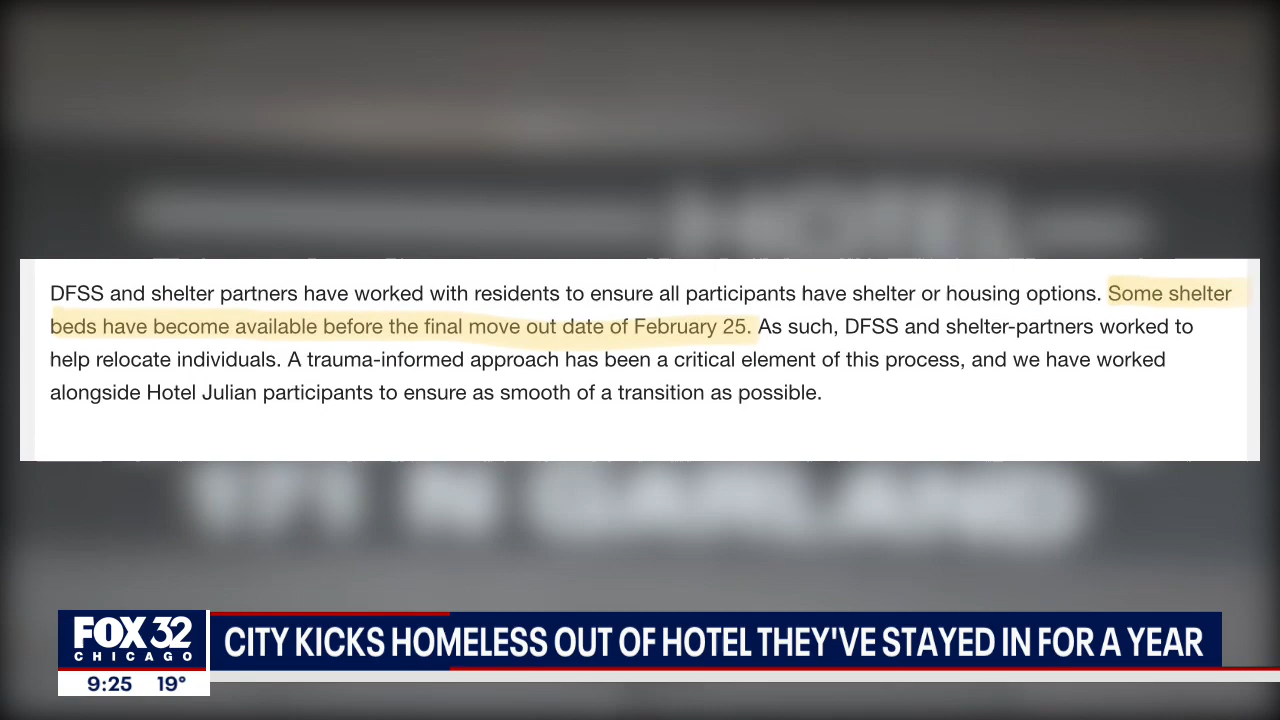 HOTEL
DFSS and shelter partners have worked with residents to ensure all participants have shelter or housing options. Some shelter
beds have become available before the final move out date of February 25. As such, DFSS and shelter-partners worked to
help relocate individuals. A trauma-informed approach has been a critical element of this process, and we have worked
alongside Hotel Julian participants to ensure as smooth of a transition as possible.
171 N GARLAND
FOX 32
CHICAGO
CITY KICKS HOMELESS OUT OF HOTEL THEY'VE STAYED IN FOR A YEAR
9:25 19°